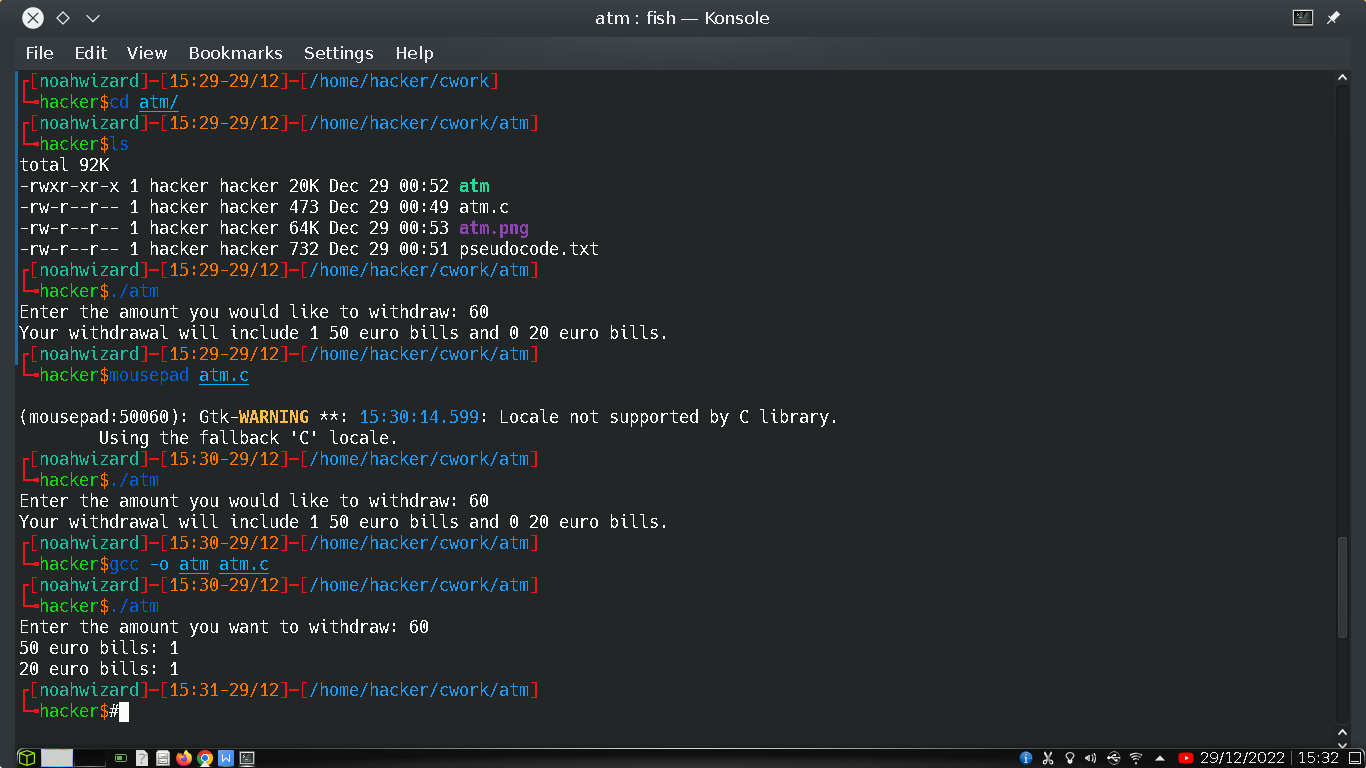 atm : fish — Konsole
File Edit View Bookmarks Settings Help
┌[noahwizard]─[15:29-29/12]─[/home/hacker/cwork]
└╼hacker$cd atm/
┌[noahwizard]─[15:29-29/12]─[/home/hacker/cwork/atm]
└╼hacker$ls
total 92K
-rwxr-xr-x 1 hacker hacker 20K Dec 29 00:52 atm
-rw-r--r-- 1 hacker hacker 473 Dec 29 00:49 atm.c
-rw-r--r-- 1 hacker hacker 64K Dec 29 00:53 atm.png
-rw-r--r-- 1 hacker hacker 732 Dec 29 00:51 pseudocode.txt
┌[noahwizard]─[15:29-29/12]─[/home/hacker/cwork/atm]
└╼hacker$./atm
Enter the amount you would like to withdraw: 60
Your withdrawal will include 1 50 euro bills and 0 20 euro bills.
┌[noahwizard]─[15:29-29/12]─[/home/hacker/cwork/atm]
└╼hacker$mousepad atm.c
(mousepad:50060): Gtk-WARNING **: 15:30:14.599: Locale not supported by C library.
Using the fallback 'C' locale.
┌[noahwizard]─[15:30-29/12]─[/home/hacker/cwork/atm]
└╼hacker$./atm
Enter the amount you would like to withdraw: 60
Your withdrawal will include 1 50 euro bills and 0 20 euro bills.
┌[noahwizard]─[15:30-29/12]─[/home/hacker/cwork/atm]
└╼hacker$gcc -o atm atm.c
┌[noahwizard]─[15:30-29/12]─[/home/hacker/cwork/atm]
└╼hacker$./atm
Enter the amount you want to withdraw: 60
50 euro bills: 1
20 euro bills: 1
┌[noahwizard]─[15:31-29/12]─[/home/hacker/cwork/atm]
└╼hacker$#
29/12/2022 15:32